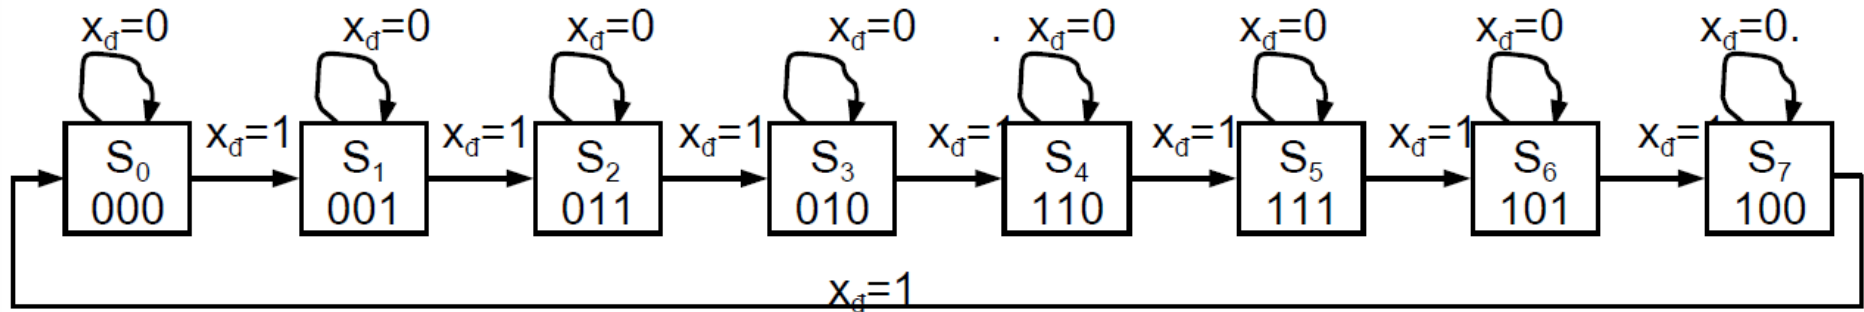 xđ=0 xđ=0 xđ=0 xđ=0 . xđ=0 xđ=0 xđ=0 xđ=0.
xđ=1 xđ=1 xđ=1 xđ=1 xđ=1 xđ=1 xđ=1
S0 S1 S2 S3 S4 S5 S6 S7
000 001 011 010 110 111 101 100
xđ=1